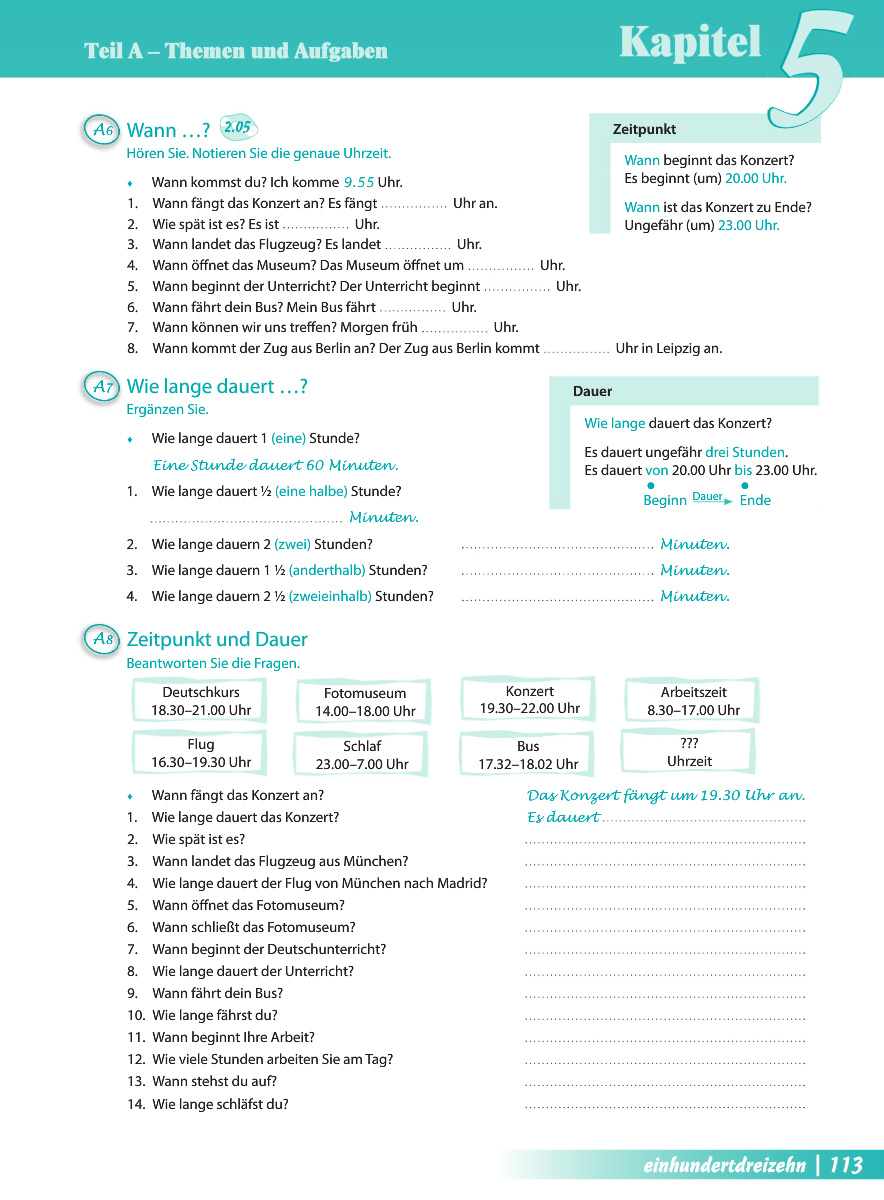 Teil A – Themen und Aufgaben
Kapitel 5
A6 Wann …? 2.05
Hören Sie. Notieren Sie die genaue Uhrzeit.
♦ Wann kommst du? Ich komme 9.55 Uhr.
1. Wann fängt das Konzert an? Es fängt ................ Uhr an.
2. Wie spät ist es? Es ist ................ Uhr.
3. Wann landet das Flugzeug? Es landet ................ Uhr.
4. Wann öffnet das Museum? Das Museum öffnet um ................ Uhr.
5. Wann beginnt der Unterricht? Der Unterricht beginnt ................ Uhr.
6. Wann fährt dein Bus? Mein Bus fährt ................ Uhr.
7. Wann können wir uns treffen? Morgen früh ................ Uhr.
8. Wann kommt der Zug aus Berlin an? Der Zug aus Berlin kommt ................ Uhr in Leipzig an.
Zeitpunkt
Wann beginnt das Konzert?
Es beginnt (um) 20.00 Uhr.
Wann ist das Konzert zu Ende?
Ungefähr (um) 23.00 Uhr.
A7 Wie lange dauert …?
Ergänzen Sie.
♦ Wie lange dauert 1 (eine) Stunde?
Eine Stunde dauert 60 Minuten.
1. Wie lange dauert ½ (eine halbe) Stunde?
.............................................. Minuten.
2. Wie lange dauern 2 (zwei) Stunden? .............................................. Minuten.
3. Wie lange dauern 1 ½ (anderthalb) Stunden? .............................................. Minuten.
4. Wie lange dauern 2 ½ (zweieinhalb) Stunden? .............................................. Minuten.
Dauer
Wie lange dauert das Konzert?
Es dauert ungefähr drei Stunden.
Es dauert von 20.00 Uhr bis 23.00 Uhr.
Beginn Dauer Ende
A8 Zeitpunkt und Dauer
Beantworten Sie die Fragen.
Deutschkurs
18.30–21.00 Uhr
Fotomuseum
14.00–18.00 Uhr
Konzert
19.30–22.00 Uhr
Arbeitszeit
8.30–17.00 Uhr
Flug
16.30–19.30 Uhr
Schlaf
23.00–7.00 Uhr
Bus
17.32–18.02 Uhr
???
Uhrzeit
♦ Wann fängt das Konzert an? Das Konzert fängt um 19.30 Uhr an.
1. Wie lange dauert das Konzert? Es dauert ................................................
2. Wie spät ist es? ..................................................................
3. Wann landet das Flugzeug aus München? ..................................................................
4. Wie lange dauert der Flug von München nach Madrid? ..................................................................
5. Wann öffnet das Fotomuseum? ..................................................................
6. Wann schließt das Fotomuseum? ..................................................................
7. Wann beginnt der Deutschunterricht? ..................................................................
8. Wie lange dauert der Unterricht? ..................................................................
9. Wann fährt dein Bus? ..................................................................
10. Wie lange fährst du? ..................................................................
11. Wann beginnt Ihre Arbeit? ..................................................................
12. Wie viele Stunden arbeiten Sie am Tag? ..................................................................
13. Wann stehst du auf? ..................................................................
14. Wie lange schläfst du? ..................................................................
einhundertdreizehn | 113